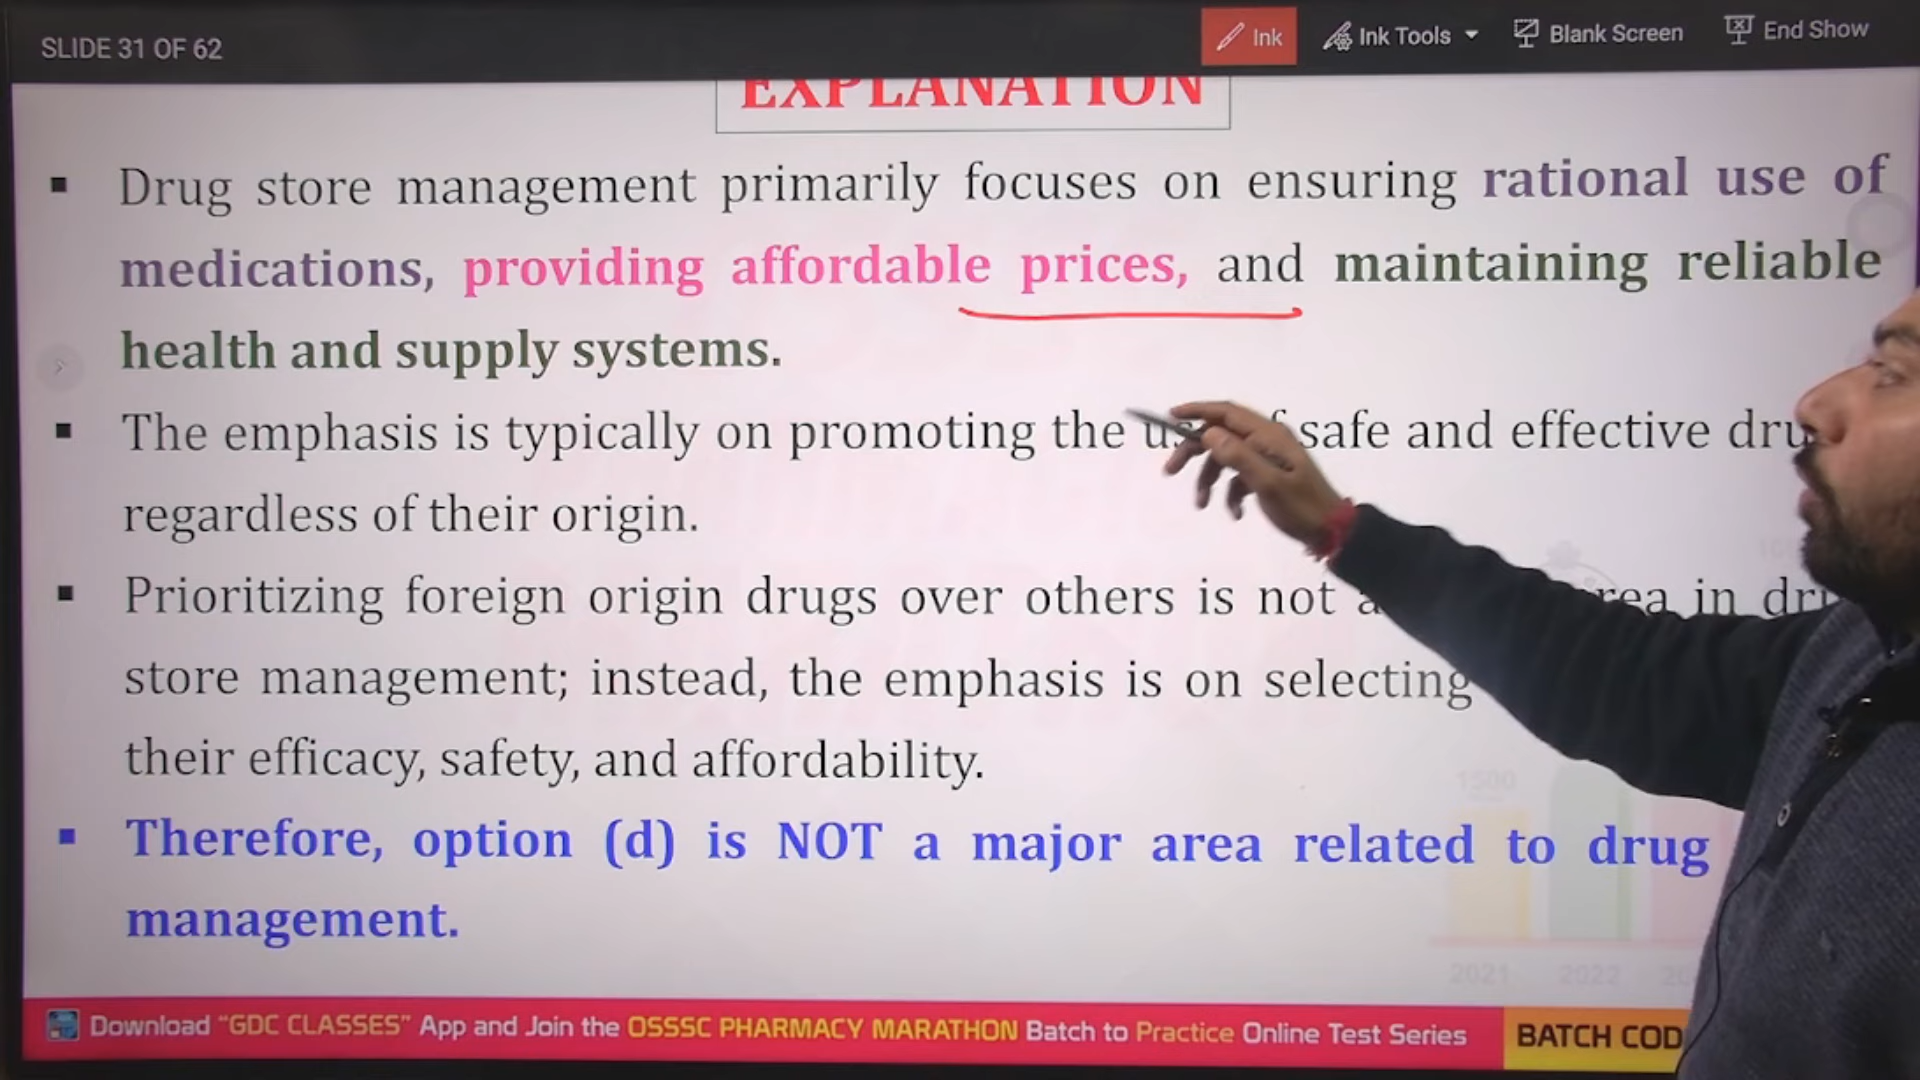 SLIDE 31 OF 62
Ink
Ink Tools
Blank Screen
End Show
EXPLANATION
▪ Drug store management primarily focuses on ensuring rational use of
medications, providing affordable prices, and maintaining reliable
health and supply systems.
▪ The emphasis is typically on promoting the safe and effective
regardless of their origin.
▪ Prioritizing foreign origin drugs over others is not in
store management; instead, the emphasis is on selecting
their efficacy, safety, and affordability.
▪ Therefore, option (d) is NOT a major area related to drug
management.
1500
2021 2022
Download "GDC CLASSES" App and Join the OSSSC PHARMACY MARATHON Batch to Practice Online Test Series
BATCH